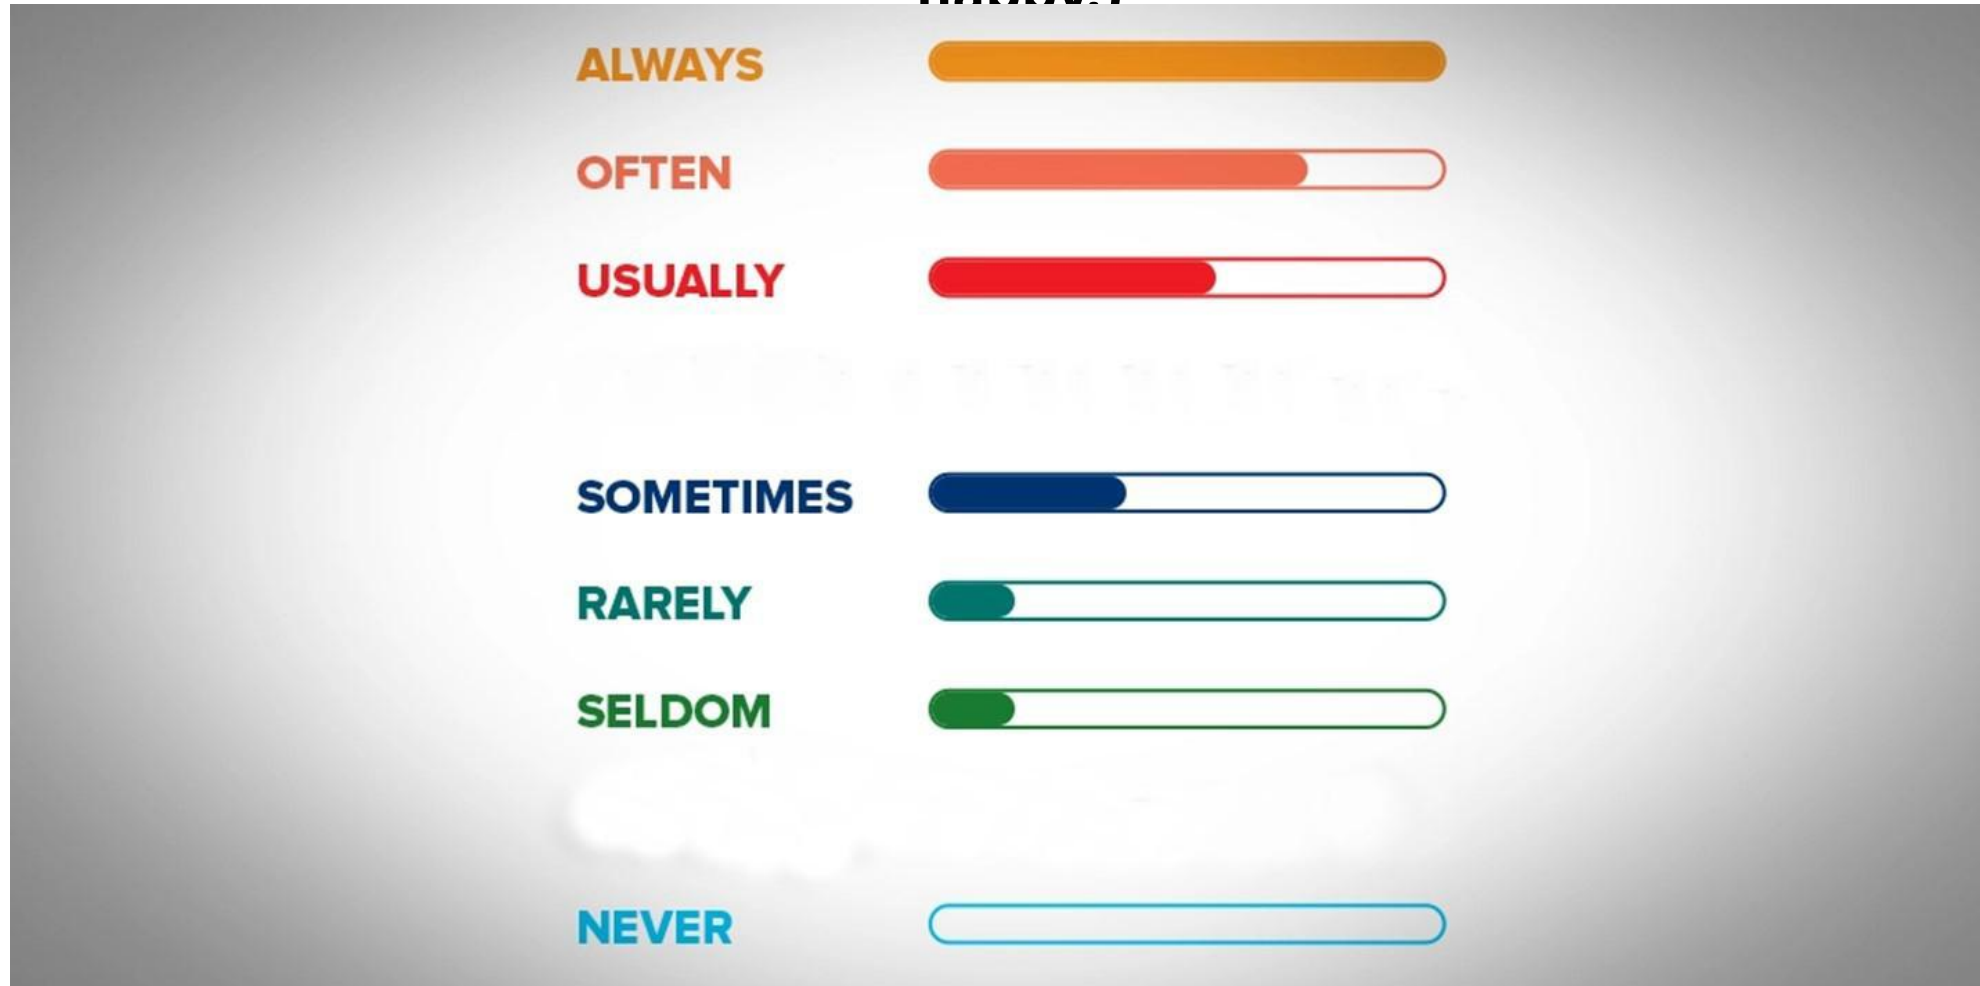 ALWAYS
OFTEN
USUALLY
SOMETIMES
RARELY
SELDOM
NEVER